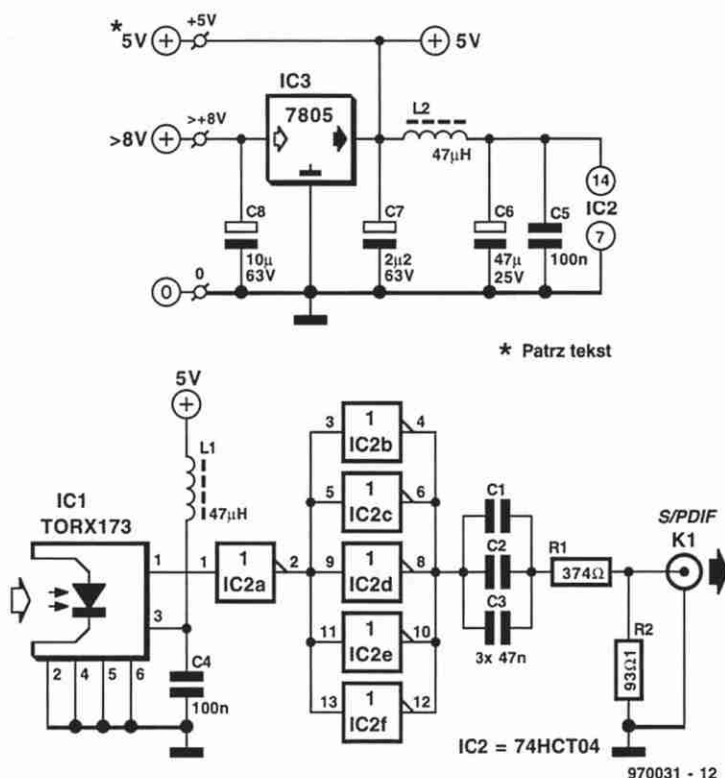 * 5V +5V 5V
IC3
7805
>8V >+8V
L2
47µH
14
IC2
7
C8
10µ
63V
C7
2µ2
63V
C6
47µ
25V
C5
100n
0 0
* Patrz tekst
5V
L1
47µH
IC1
TORX173
1
3
2 4 5 6
C4
100n
1
1
IC2a
2
3
1
IC2b
4
5
1
IC2c
6
9
1
IC2d
8
11
1
IC2e
10
13
1
IC2f
12
C1
C2
C3
3x 47n
R1
374Ω
S/PDIF
K1
R2
93Ω1
IC2 = 74HCT04
970031 - 12